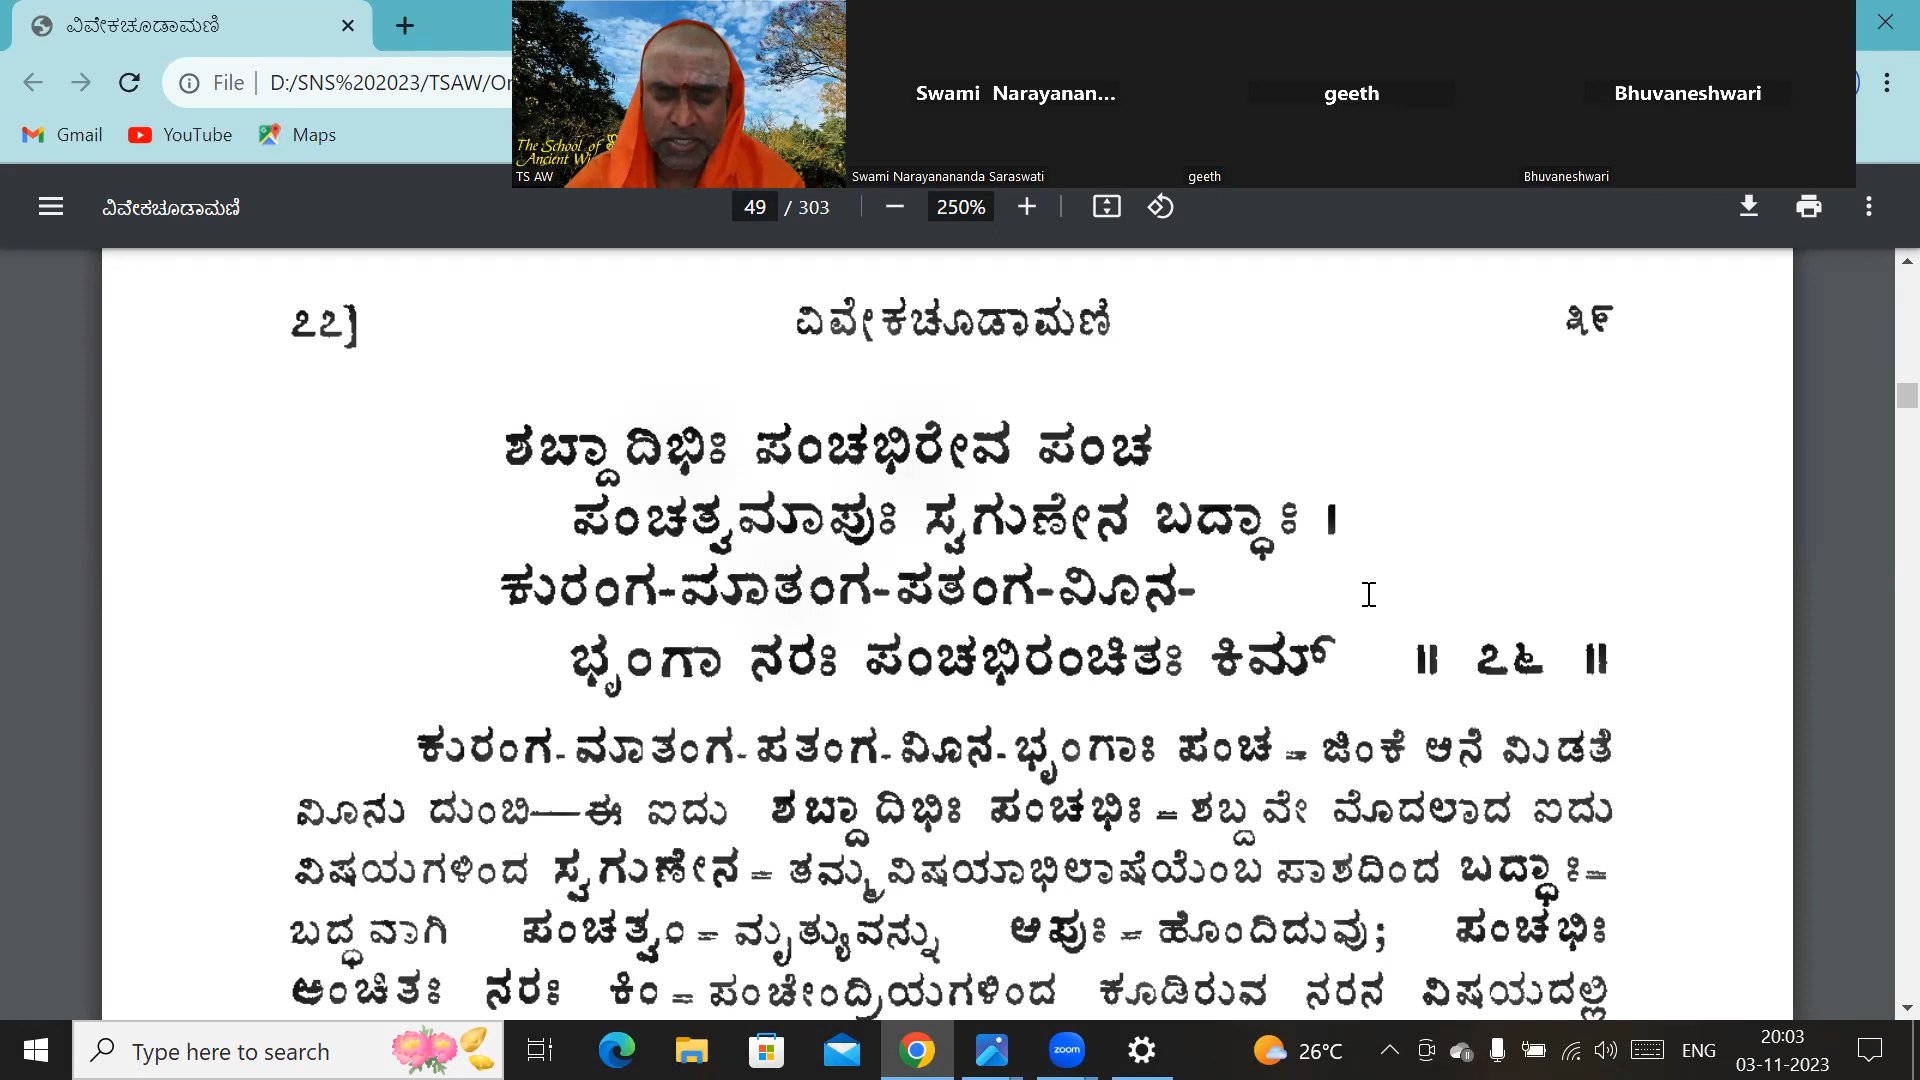 ವಿವೇಕಚೂಡಾಮಣಿ
File
D:/SNS%202023/TSAW/Or
Gmail
YouTube
Maps
The School of
Ancient Wi
TS AW
Swami Narayanan...
Swami Narayanananda Saraswati
geeth
geeth
Bhuvaneshwari
Bhuvaneshwari
ವಿವೇಕಚೂಡಾಮಣಿ
49 / 303
250%
೭೭]
ವಿವೇಕಚೂಡಾಮಣಿ
೩೯
ಶಬ್ದಾದಿಭಿಃ ಪಂಚಭಿರೇವ ಪಂಚ
ಪಂಚತ್ವಮಾಪುಃ ಸ್ವಗುಣೇನ ಬದ್ಧಾಃ ।
ಕುರಂಗ-ಮಾತಂಗ-ಪತಂಗ-ಮೀನ-
ಭೃಂಗಾ ನರಃ ಪಂಚಭಿರಂಚಿತಃ ಕಿಮ್ ॥ ೭೬ ॥
ಕುರಂಗ-ಮಾತಂಗ-ಪತಂಗ-ಮೀನ-ಭೃಂಗಾಃ ಪಂಚ = ಜಿಂಕೆ ಆನೆ ಮಿಡತೆ
ಮೀನು ದುಂಬಿ—ಈ ಐದು ಶಬ್ದಾದಿಭಿಃ ಪಂಚಭಿಃ = ಶಬ್ದವೇ ಮೊದಲಾದ ಐದು
ವಿಷಯಗಳಿಂದ ಸ್ವಗುಣೇನ = ತಮ್ಮ ವಿಷಯಾಭಿಲಾಷೆಯೆಂಬ ಪಾಶದಿಂದ ಬದ್ಧಾಃ =
ಬದ್ಧವಾಗಿ ಪಂಚತ್ವಂ = ಮೃತ್ಯುವನ್ನು ಆಪುಃ = ಹೊಂದಿದುವು; ಪಂಚಭಿಃ
ಅಂಚಿತಃ ನರಃ ಕಿಂ = ಪಂಚೇಂದ್ರಿಯಗಳಿಂದ ಕೂಡಿರುವ ನರನ ವಿಷಯದಲ್ಲಿ
Type here to search
zoom
26°C
ENG
20:03
03-11-2023